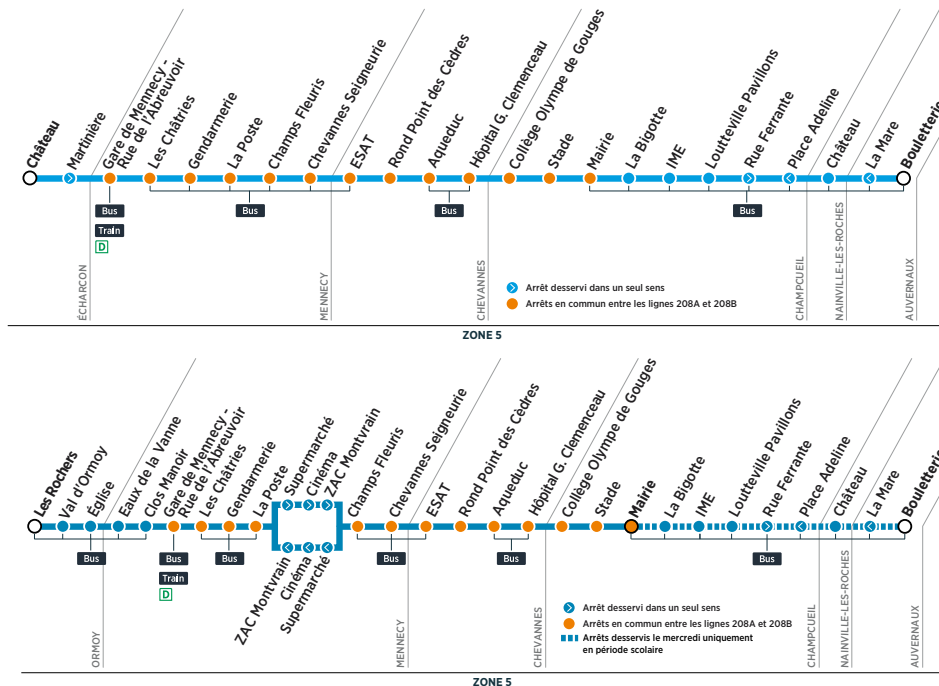 Château
Martinière
Gare de Mennecy -
Rue de l'Abreuvoir
Les Châtries
Gendarmerie
La Poste
Champs Fleuris
Chevannes Seigneurie
ESAT
Rond Point des Cèdres
Aqueduc
Hôpital G. Clemenceau
Collège Olympe de Gouges
Stade
Mairie
La Bigotte
IME
Loutteville Pavillons
Rue Ferrante
Place Adeline
Château
La Mare
Bouletterie
Bus
Train
D
Bus
Bus
Bus
ÉCHARCON
MENNECY
CHEVANNES
CHAMPCUEIL
NAINVILLE-LES-ROCHES
AUVERNAUX
Arrêt desservi dans un seul sens
Arrêts en commun entre les lignes 208A et 208B
ZONE 5
Les Rochers
Val d'Ormoy
Église
Eaux de la Vanne
Clos Manoir
Gare de Mennecy -
Rue de l'Abreuvoir
Les Châtries
Gendarmerie
La Poste
Supermarché
Cinéma
ZAC Montvrain
ZAC Montvrain
Cinéma
Supermarché
Champs Fleuris
Chevannes Seigneurie
ESAT
Rond Point des Cèdres
Aqueduc
Hôpital G. Clemenceau
Collège Olympe de Gouges
Stade
Mairie
La Bigotte
IME
Loutteville Pavillons
Rue Ferrante
Place Adeline
Château
La Mare
Bouletterie
Bus
Bus
Train
D
Bus
Bus
Bus
Bus
ORMOY
MENNECY
CHEVANNES
CHAMPCUEIL
NAINVILLE-LES-ROCHES
AUVERNAUX
Arrêt desservi dans un seul sens
Arrêts en commun entre les lignes 208A et 208B
Arrêts desservis le mercredi uniquement
en période scolaire
ZONE 5